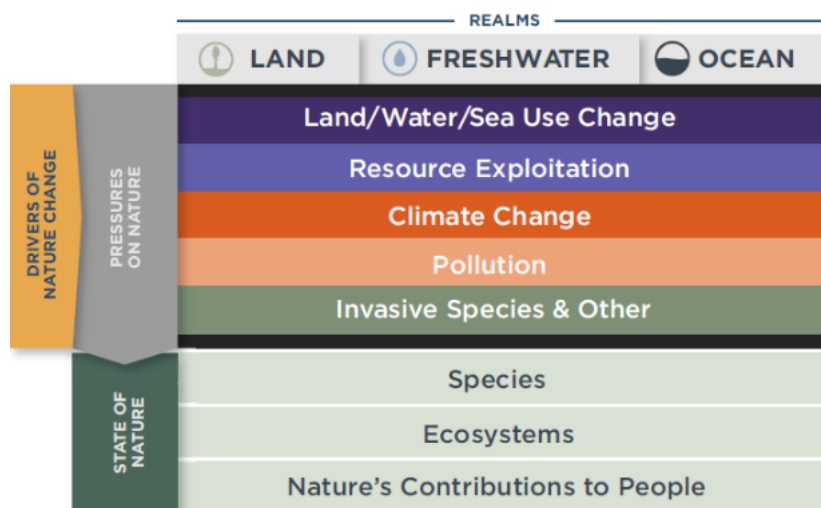 REALMS
LAND
FRESHWATER
OCEAN
DRIVERS OF
NATURE CHANGE
PRESSURES
ON NATURE
Land/Water/Sea Use Change
Resource Exploitation
Climate Change
Pollution
Invasive Species & Other
STATE OF
NATURE
Species
Ecosystems
Nature's Contributions to People